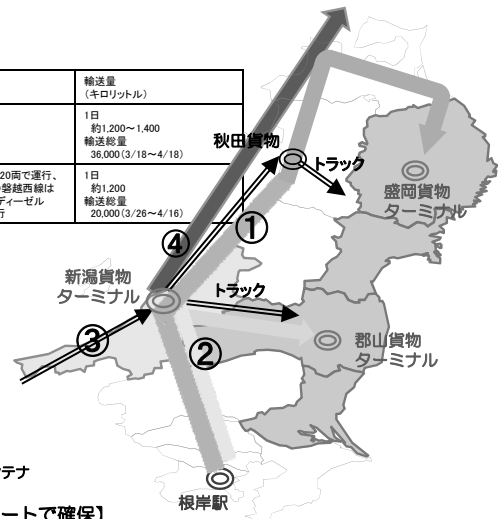 輸送量
(キロリットル)
1日
約1,200～1,400
輸送総量
36,000(3/18～4/18)
20両で運行、
磐越西線は
ディーゼル
行
1日
約1,200
輸送総量
20,000(3/26～4/16)
秋田貨物
トラック
盛岡貨物
ターミナル
①
④
新潟貨物
ターミナル
トラック
③
②
郡山貨物
ターミナル
テナ
根岸駅
ートで確保】